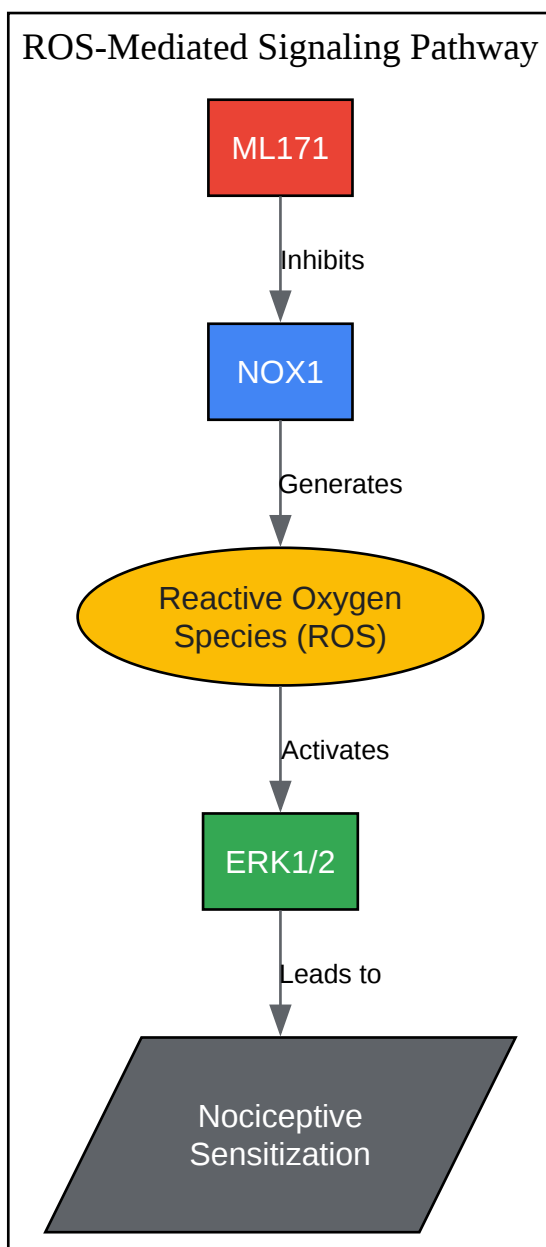 ROS-Mediated Signaling Pathway
ML171
Inhibits
NOX1
Generates
Reactive Oxygen
Species (ROS)
Activates
ERK1/2
Leads to
Nociceptive
Sensitization